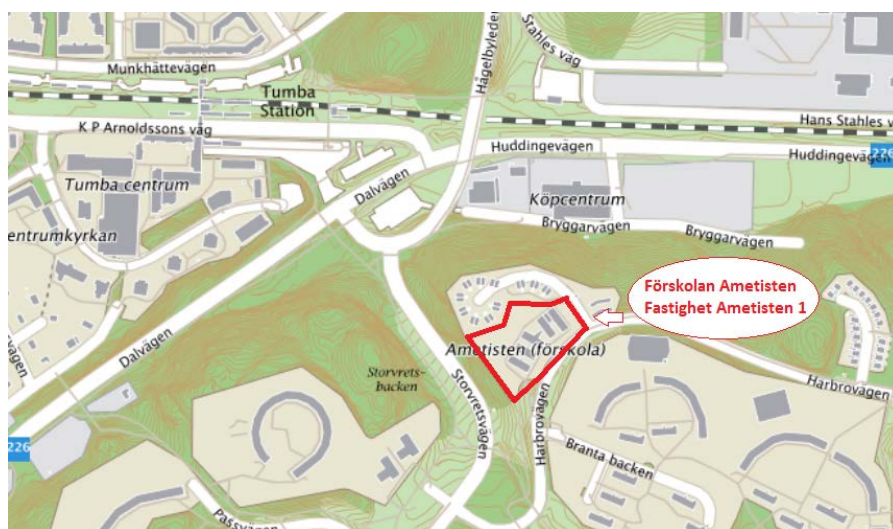 Stahles väg
Munkhättevägen
Hågelbyleden
Tumba
Station
K P Arnoldssons väg
Hans Stahles v
Huddingevägen
Huddingevägen
226
Tumba centrum
Dalvägen
Köpcentrum
entrumkyrkan
Bryggarvägen
Bryggarvägen
Förskolan Ametisten
Fastighet Ametisten 1
svägen
Dalvägen
Ametisten (förskola)
Storvrets-
backen
Storvretsvägen
Harbrovägen
Harbrovägen
226
Branta backen
Passvägen